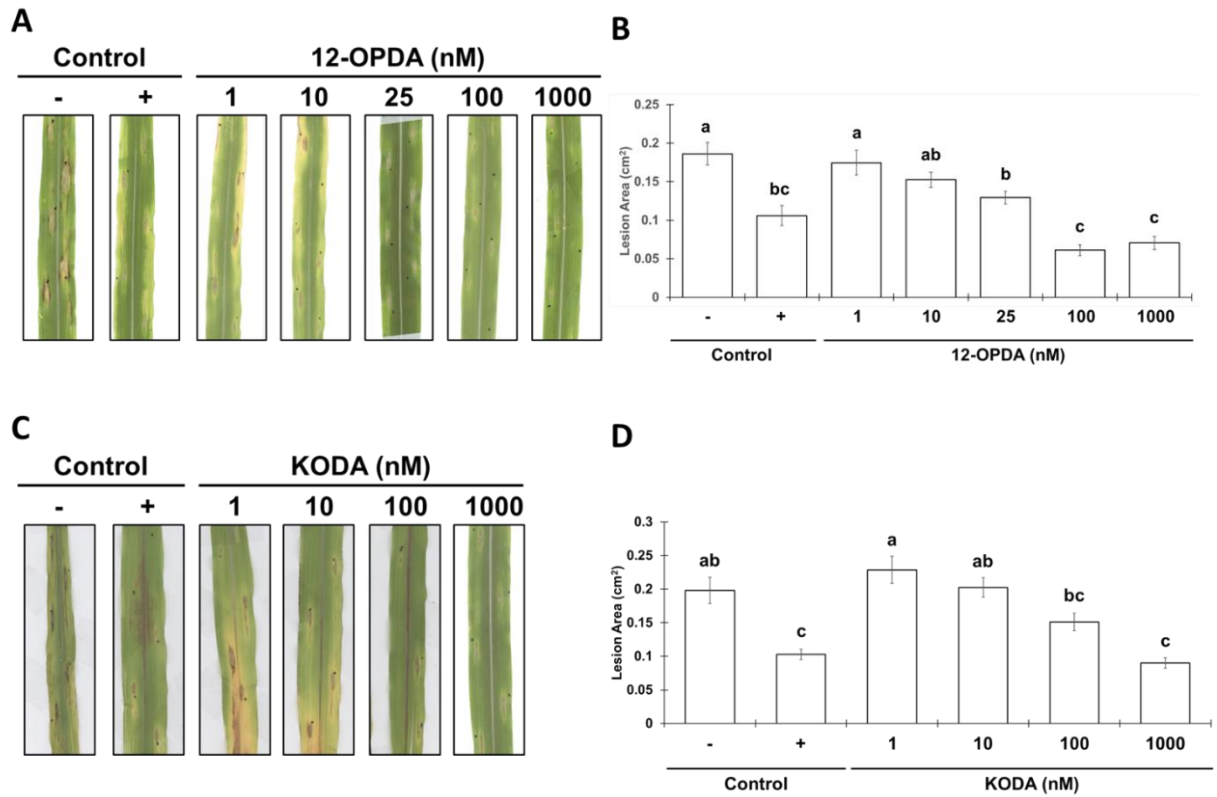 A
Control 12-OPDA (nM)
- + 1 10 25 100 1000
B
Lesion Area (cm²)
0.25
0.2
0.15
0.1
0.05
0
a bc a ab b c c
- + 1 10 25 100 1000
Control 12-OPDA (nM)
C
Control KODA (nM)
- + 1 10 100 1000
D
Lesion Area (cm²)
0.3
0.25
0.2
0.15
0.1
0.05
0
ab c a ab bc c
- + 1 10 100 1000
Control KODA (nM)